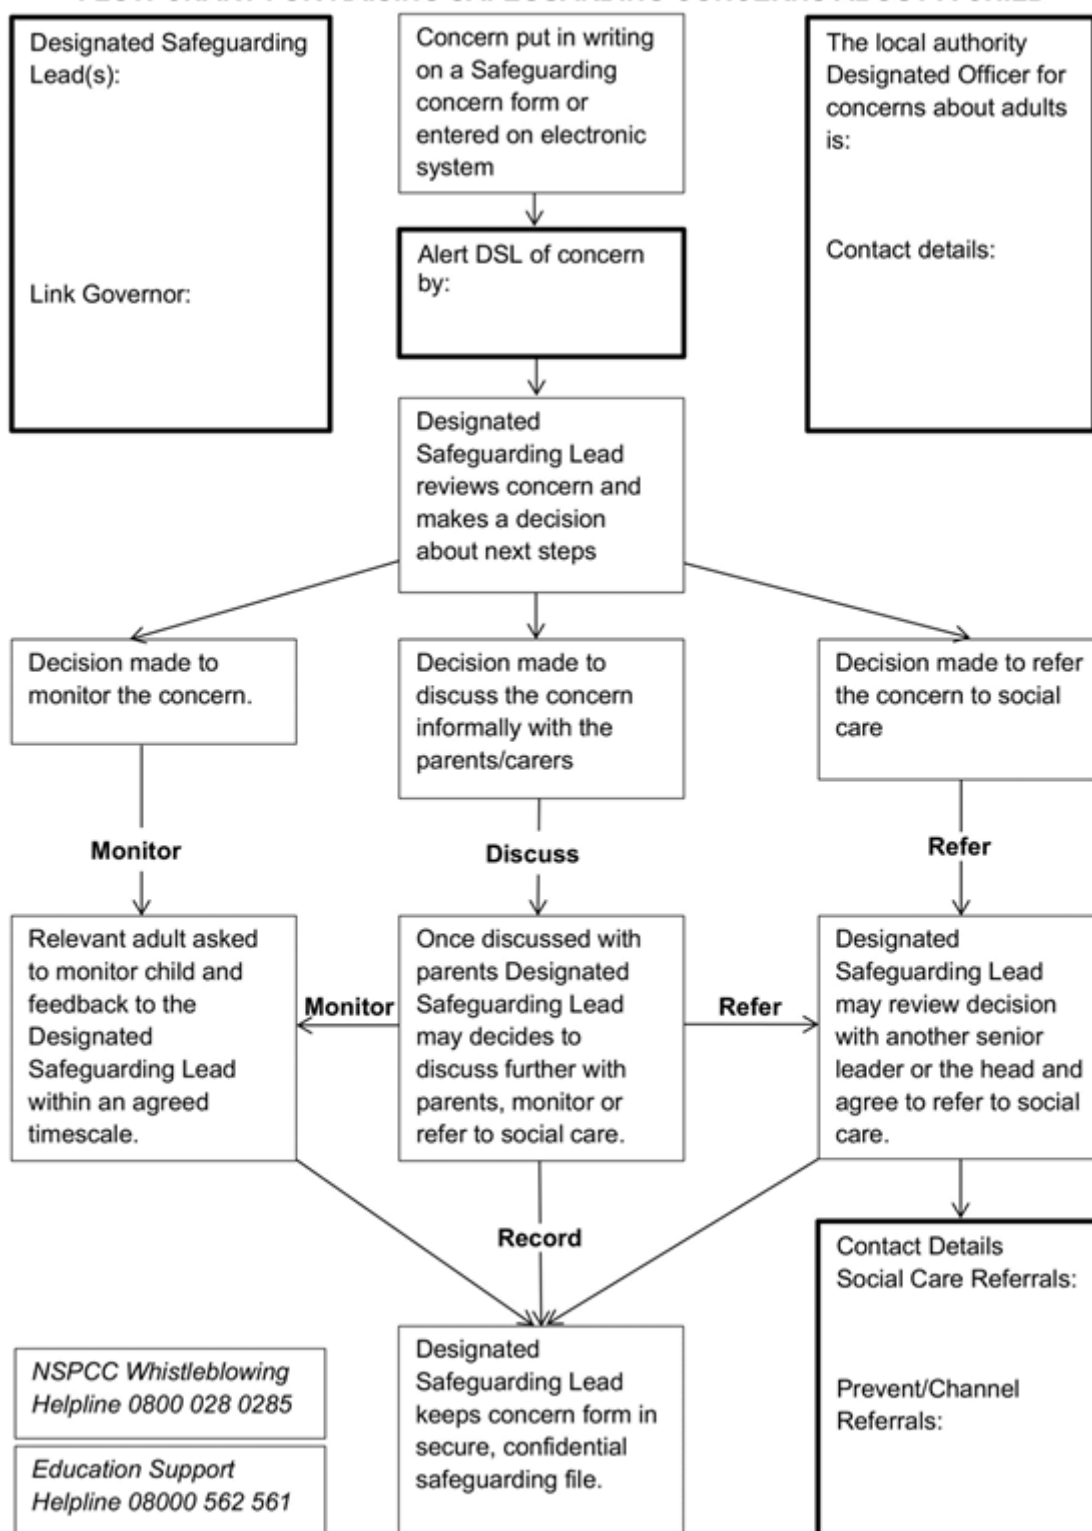 Designated Safeguarding
Lead(s):
Link Governor:
Concern put in writing
on a Safeguarding
concern form or
entered on electronic
system
The local authority
Designated Officer for
concerns about adults
is:
Contact details:
Alert DSL of concern
by:
Designated
Safeguarding Lead
reviews concern and
makes a decision
about next steps
Decision made to
monitor the concern.
Decision made to
discuss the concern
informally with the
parents/carers
Decision made to refer
the concern to social
care
Monitor
Discuss
Refer
Relevant adult asked
to monitor child and
feedback to the
Designated
Safeguarding Lead
within an agreed
timescale.
Monitor
Once discussed with
parents Designated
Safeguarding Lead
may decides to
discuss further with
parents, monitor or
refer to social care.
Refer
Designated
Safeguarding Lead
may review decision
with another senior
leader or the head and
agree to refer to social
care.
Record
Contact Details
Social Care Referrals:
Prevent/Channel
Referrals:
Designated
Safeguarding Lead
keeps concern form in
secure, confidential
safeguarding file.
NSPCC Whistleblowing
Helpline 0800 028 0285
Education Support
Helpline 08000 562 561